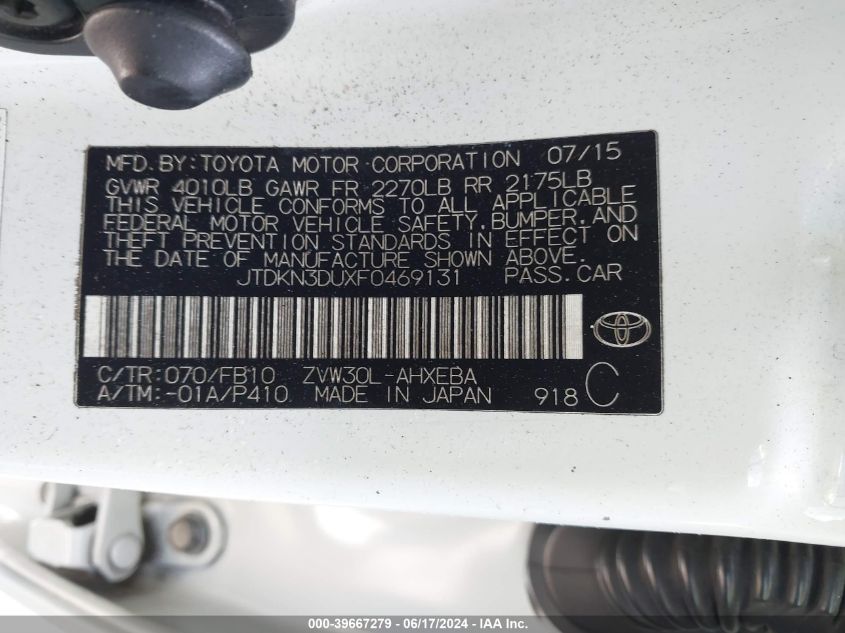 MFD. BY: TOYOTA MOTOR CORPORATION 07/15
GVWR 4010LB GAWR FR 2270LB RR 2175LB
THIS VEHICLE CONFORMS TO ALL APPLICABLE
FEDERAL MOTOR VEHICLE SAFETY, BUMPER, AND
THEFT PREVENTION STANDARDS IN EFFECT ON
THE DATE OF MANUFACTURE SHOWN ABOVE.
JTDKN3DUXF0469131 PASS. CAR
C/TR: 070/FB10 ZVW30L-AHXEBA
A/TM: -01A/P410 MADE IN JAPAN 918 C
000-39667279 - 06/17/2024 - IAA Inc.